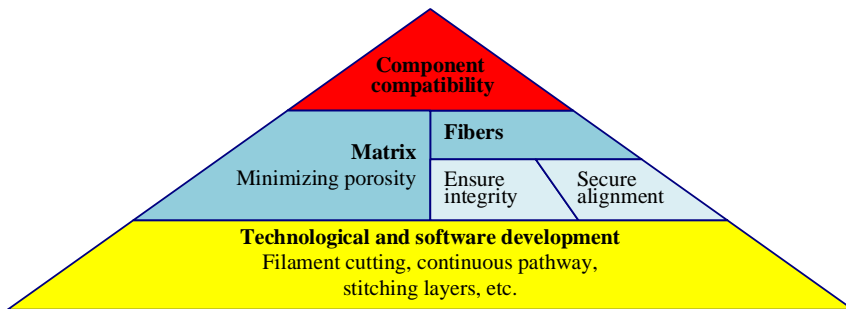 Component
compatibility
Matrix
Minimizing porosity
Fibers
Ensure
integrity
Secure
alignment
Technological and software development
Filament cutting, continuous pathway,
stitching layers, etc.